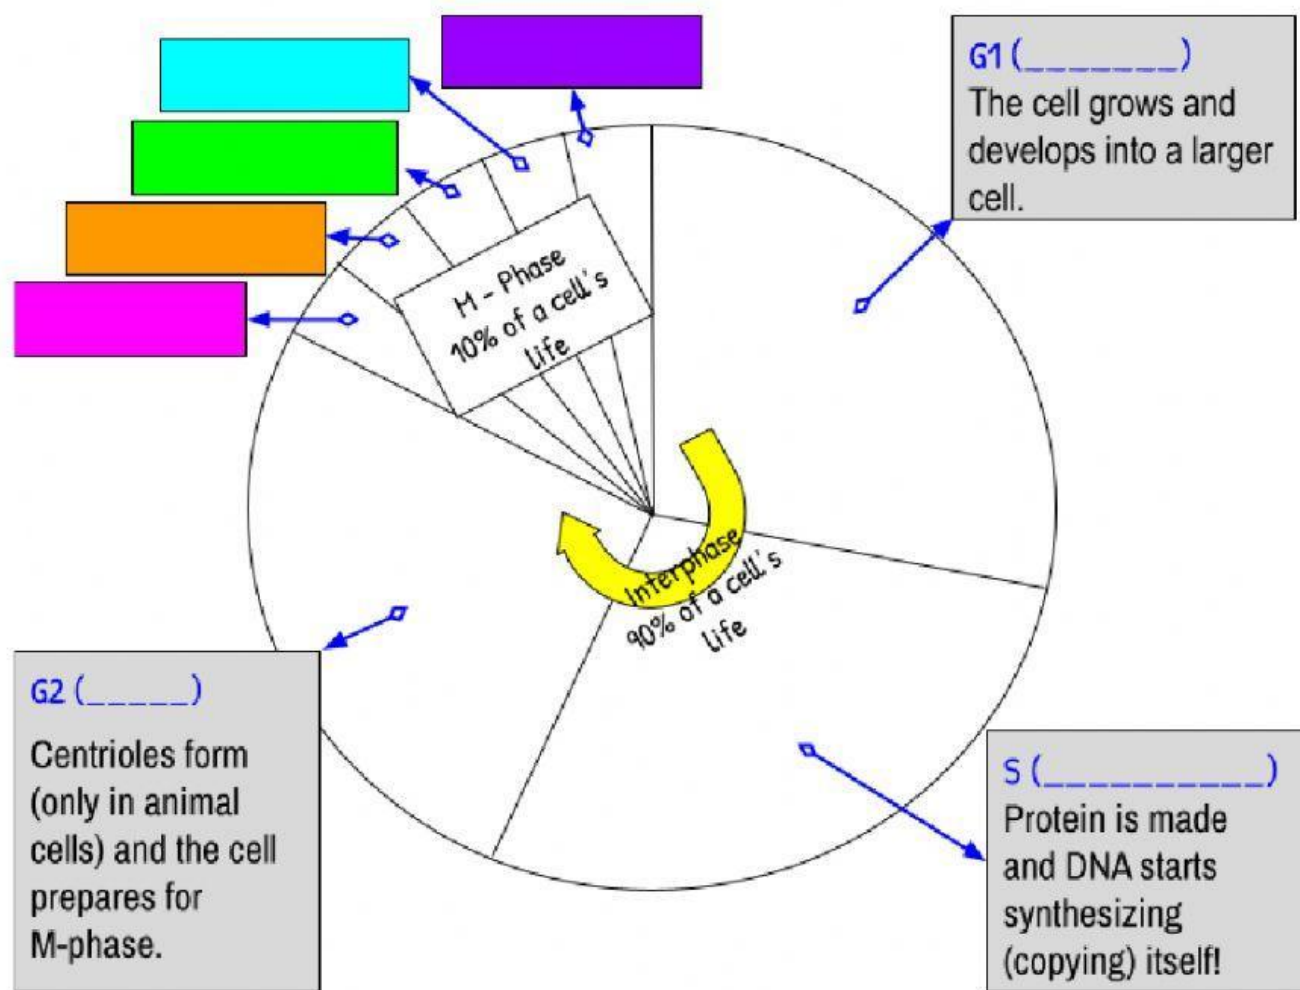 G1 (_______)
The cell grows and
develops into a larger
cell.
M - Phase
10% of a cell's
life
Interphase
90% of a cell's
life
G2 (_____)
Centrioles form
(only in animal
cells) and the cell
prepares for
M-phase.
S (__________)
Protein is made
and DNA starts
synthesizing
(copying) itself!